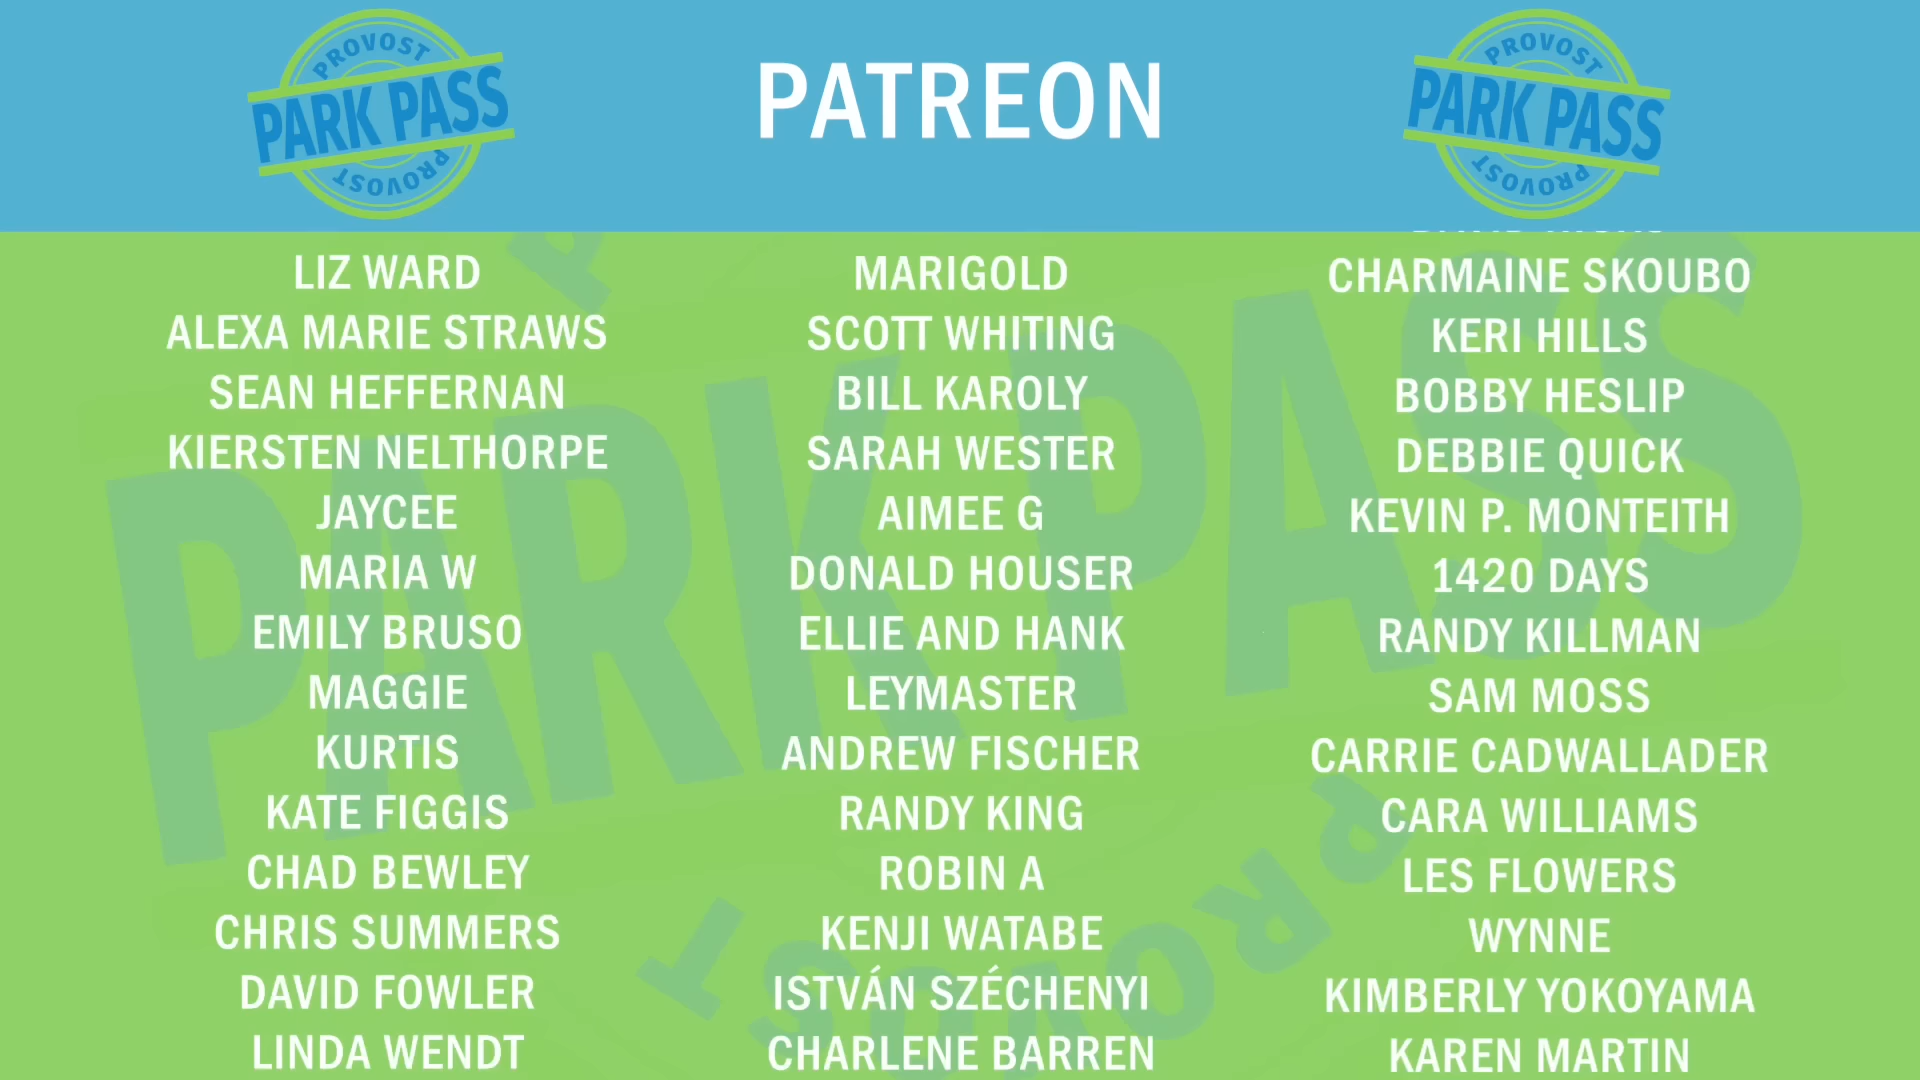 PROVOST
PARK PASS
PROVOST
PATREON
PROVOST
PARK PASS
PROVOST
LIZ WARD
ALEXA MARIE STRAWS
SEAN HEFFERNAN
KIERSTEN NELTHORPE
JAYCEE
MARIA W
EMILY BRUSO
MAGGIE
KURTIS
KATE FIGGIS
CHAD BEWLEY
CHRIS SUMMERS
DAVID FOWLER
LINDA WENDT
MARIGOLD
SCOTT WHITING
BILL KAROLY
SARAH WESTER
AIMEE G
DONALD HOUSER
ELLIE AND HANK
LEYMASTER
ANDREW FISCHER
RANDY KING
ROBIN A
KENJI WATABE
ISTVÁN SZÉCHENYI
CHARLENE BARREN
CHARMAINE SKOUBO
KERI HILLS
BOBBY HESLIP
DEBBIE QUICK
KEVIN P. MONTEITH
1420 DAYS
RANDY KILLMAN
SAM MOSS
CARRIE CADWALLADER
CARA WILLIAMS
LES FLOWERS
WYNNE
KIMBERLY YOKOYAMA
KAREN MARTIN
PARK PASS
PROVOST